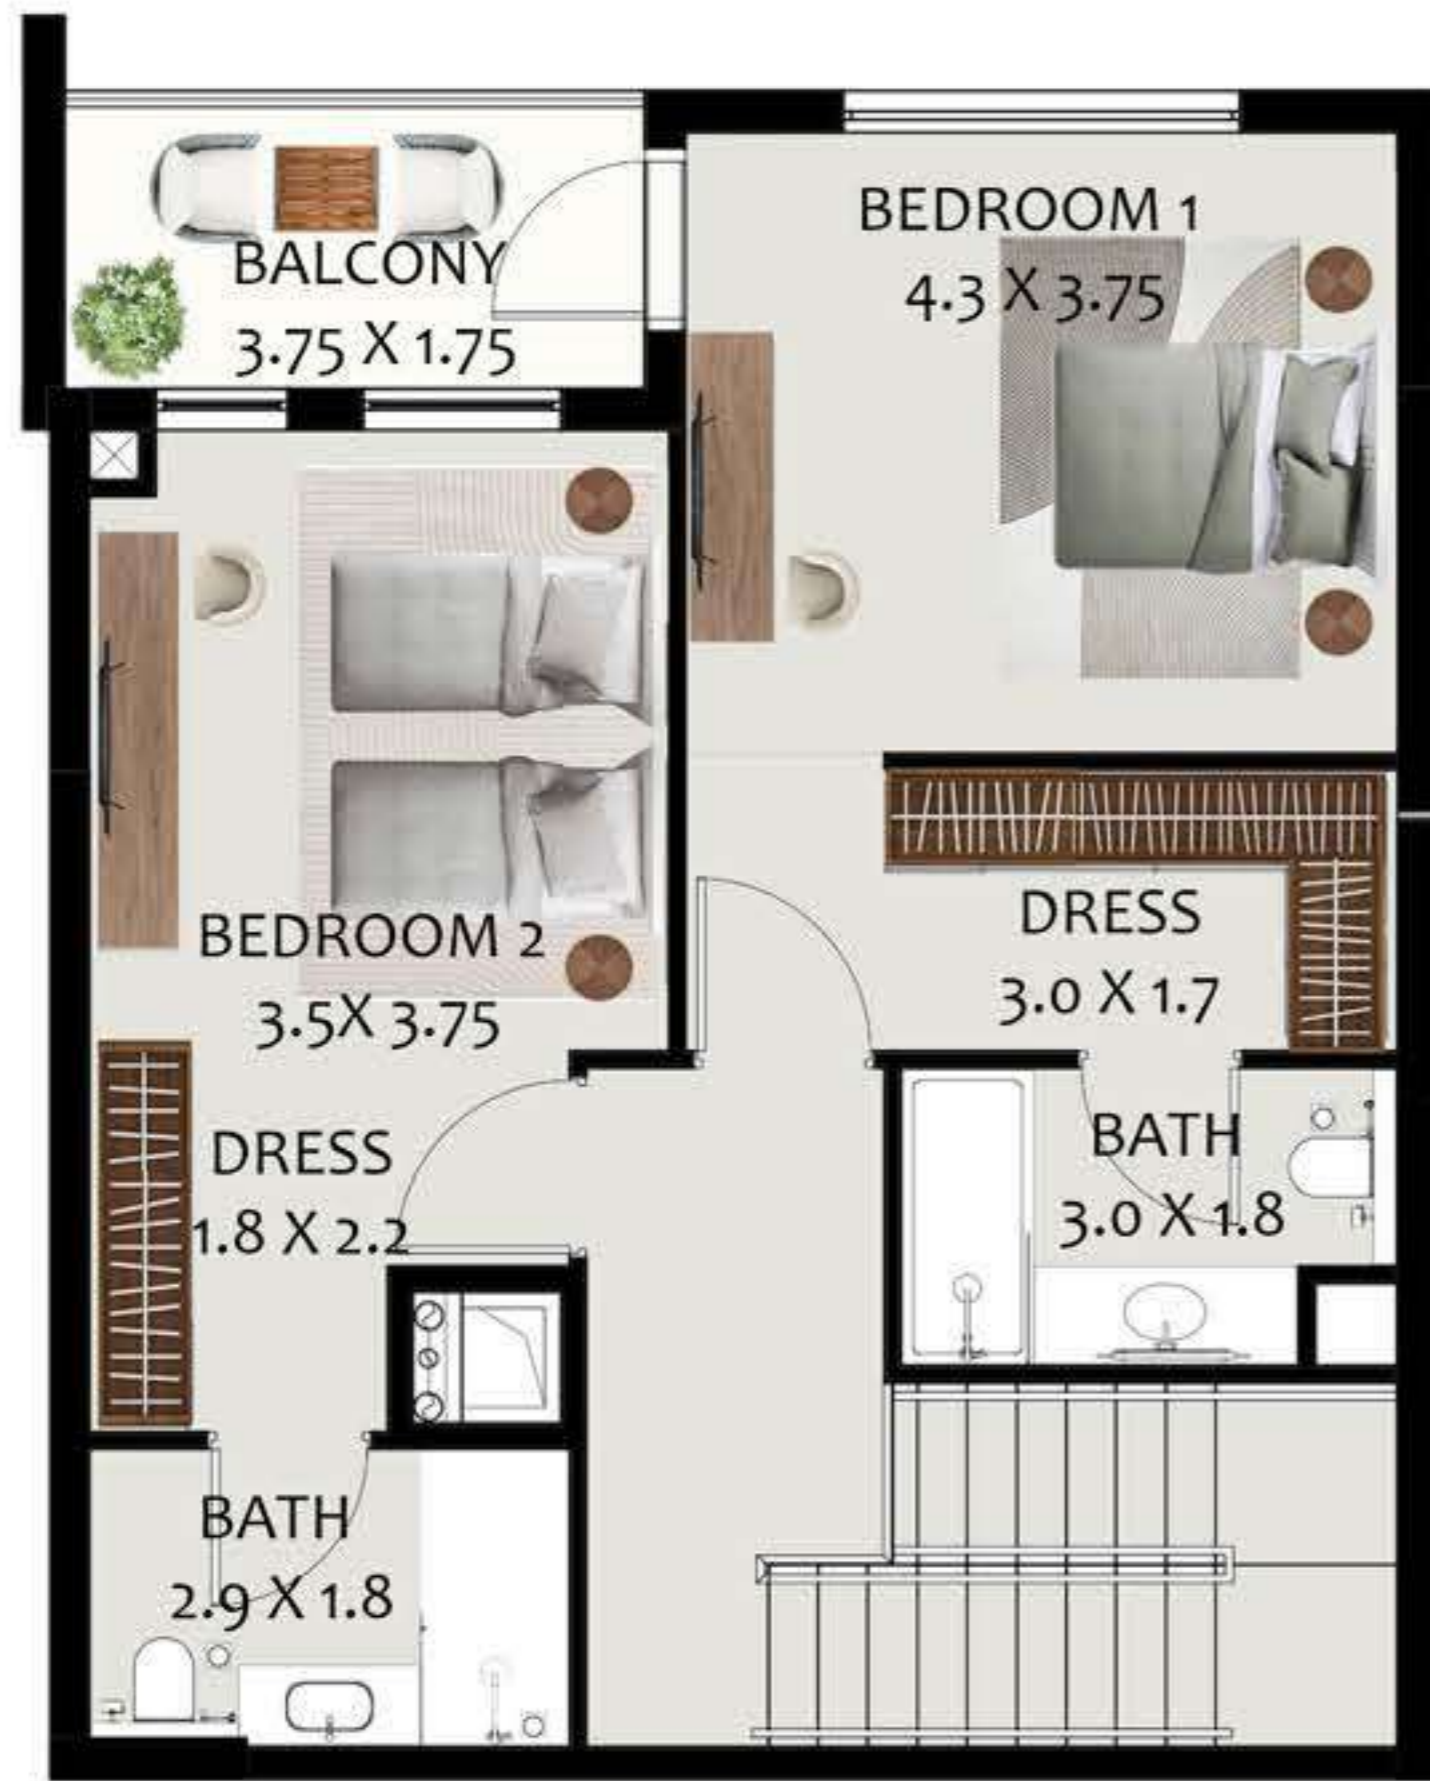 BEDROOM 1
4.3 X 3.75
BALCONY
3.75 X 1.75
BEDROOM 2
3.5X 3.75
DRESS
3.0 X 1.7
DRESS
1.8 X 2.2
BATH
3.0 X 1.8
BATH
2.9 X 1.8